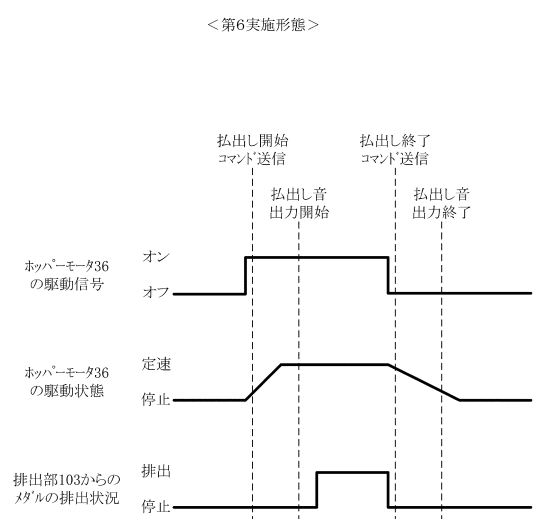 ＜第6実施形態＞
払出し開始
コマンド送信
払出し終了
コマンド送信
払出し音
出力開始
払出し音
出力終了
ホッパーモータ36
の駆動信号
オン
オフ
ホッパーモータ36
の駆動状態
定速
停止
排出部103からの
メダルの排出状況
排出
停止